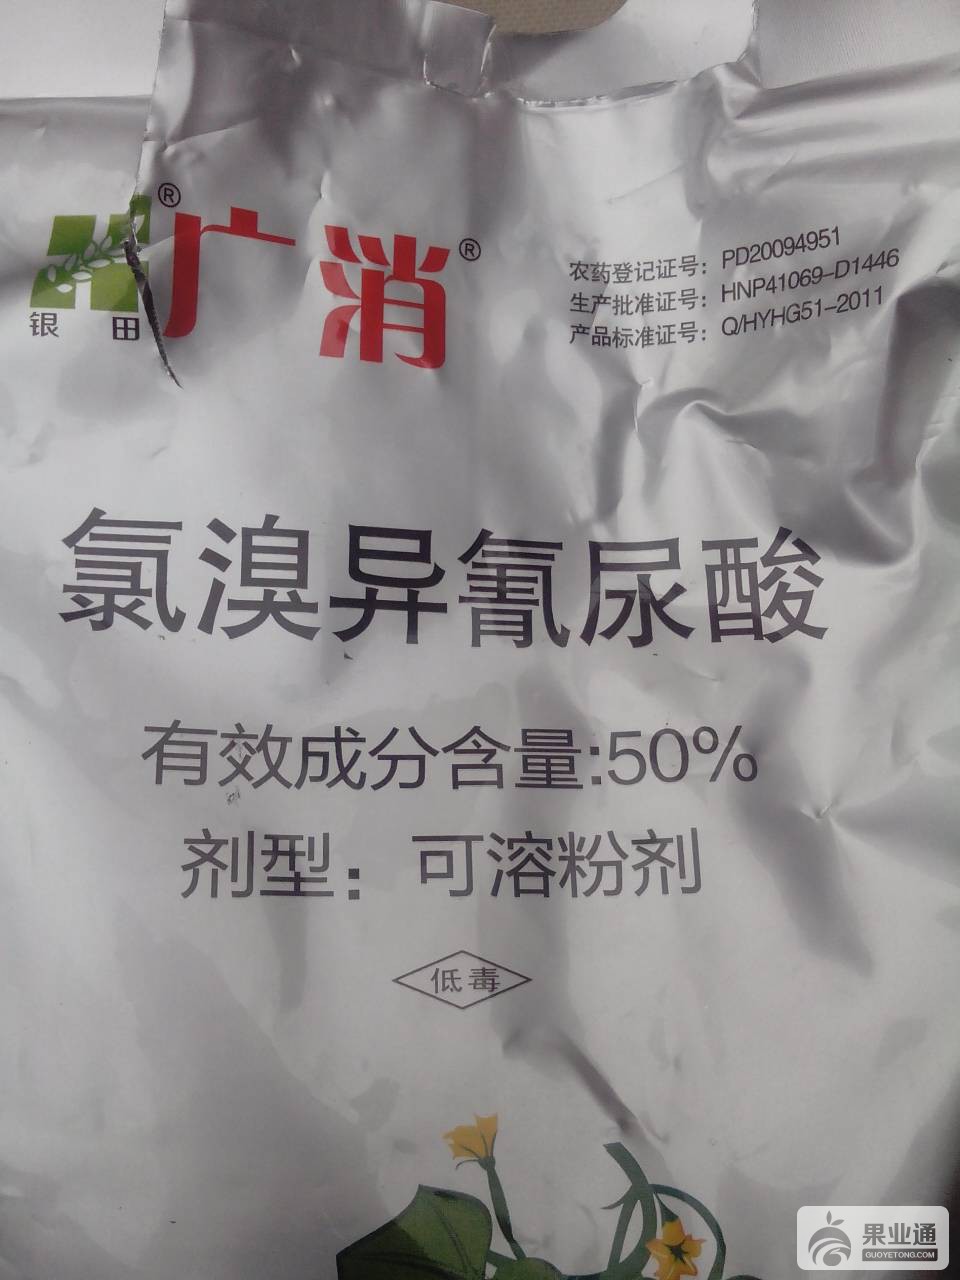 银田
®
广消®
农药登记证号：PD20094951
生产批准证号：HNP41069-D1446
产品标准证号：Q/HYHG51-2011
氯溴异氰尿酸
有效成分含量:50%
剂型：可溶粉剂
低毒
果业通
GUOYETONG.COM